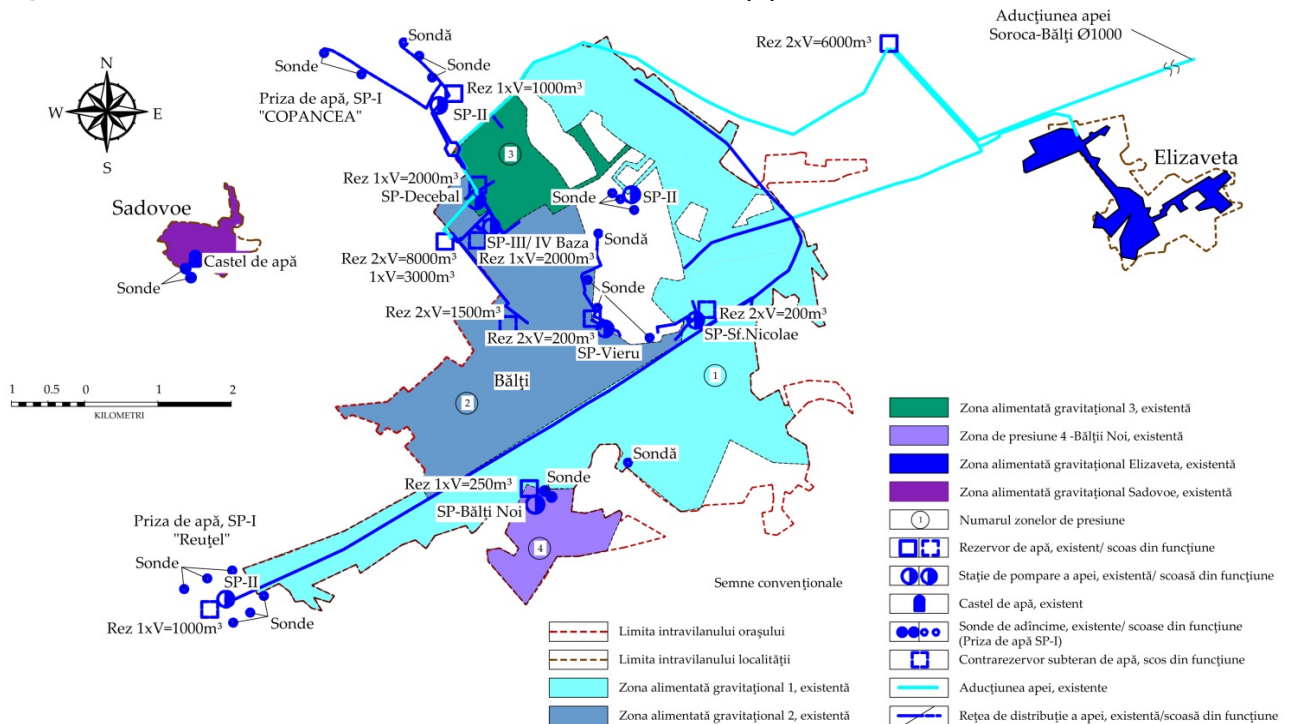 Aducțiunea apei
Soroca-Bălți Ø1000
Rez 2xV=6000m³
Sondă
Sonde
Sonde
Rez 1xV=1000m³
Priza de apă, SP-I
"COPANCEA"
SP-II
N
W
E
S
3
Elizaveta
Rez 1xV=2000m³
SP-Decebal
Sonde
SP-II
Sadovoe
Castel de apă
Sonde
SP-III/ IV Baza
Rez 1xV=2000m³
Sondă
Rez 2xV=8000m³
1xV=3000m³
Sonde
Rez 2xV=1500m³
Rez 2xV=200m³
SP-Vieru
Rez 2xV=200m³
SP-Sf.Nicolae
Bălți
1
2
1 0.5 0 1 2
KILOMETRI
Sondă
Sonde
Rez 1xV=250m³
SP-Bălți Noi
4
Priza de apă, SP-I
"Reuțel"
Sonde
SP-II
Rez 1xV=1000m³
Sonde
Semne convenționale
Limita intravilanului orașului
Limita intravilanului localității
Zona alimentată gravitațional 1, existentă
Zona alimentată gravitațional 2, existentă
Zona alimentată gravitațional 3, existentă
Zona de presiune 4 -Bălții Noi, existentă
Zona alimentată gravitațional Elizaveta, existentă
Zona alimentată gravitațional Sadovoe, existentă
1
Numarul zonelor de presiune
Rezervor de apă, existent/ scoas din funcțiune
Stație de pompare a apei, existentă/ scoasă din funcțiune
Castel de apă, existent
Sonde de adîncime, existente/ scoase din funcțiune
(Priza de apă SP-I)
Contrarezervor subteran de apă, scos din funcțiune
Aducțiunea apei, existente
Rețea de distribuție a apei, existentă/scoasă din funcțiune